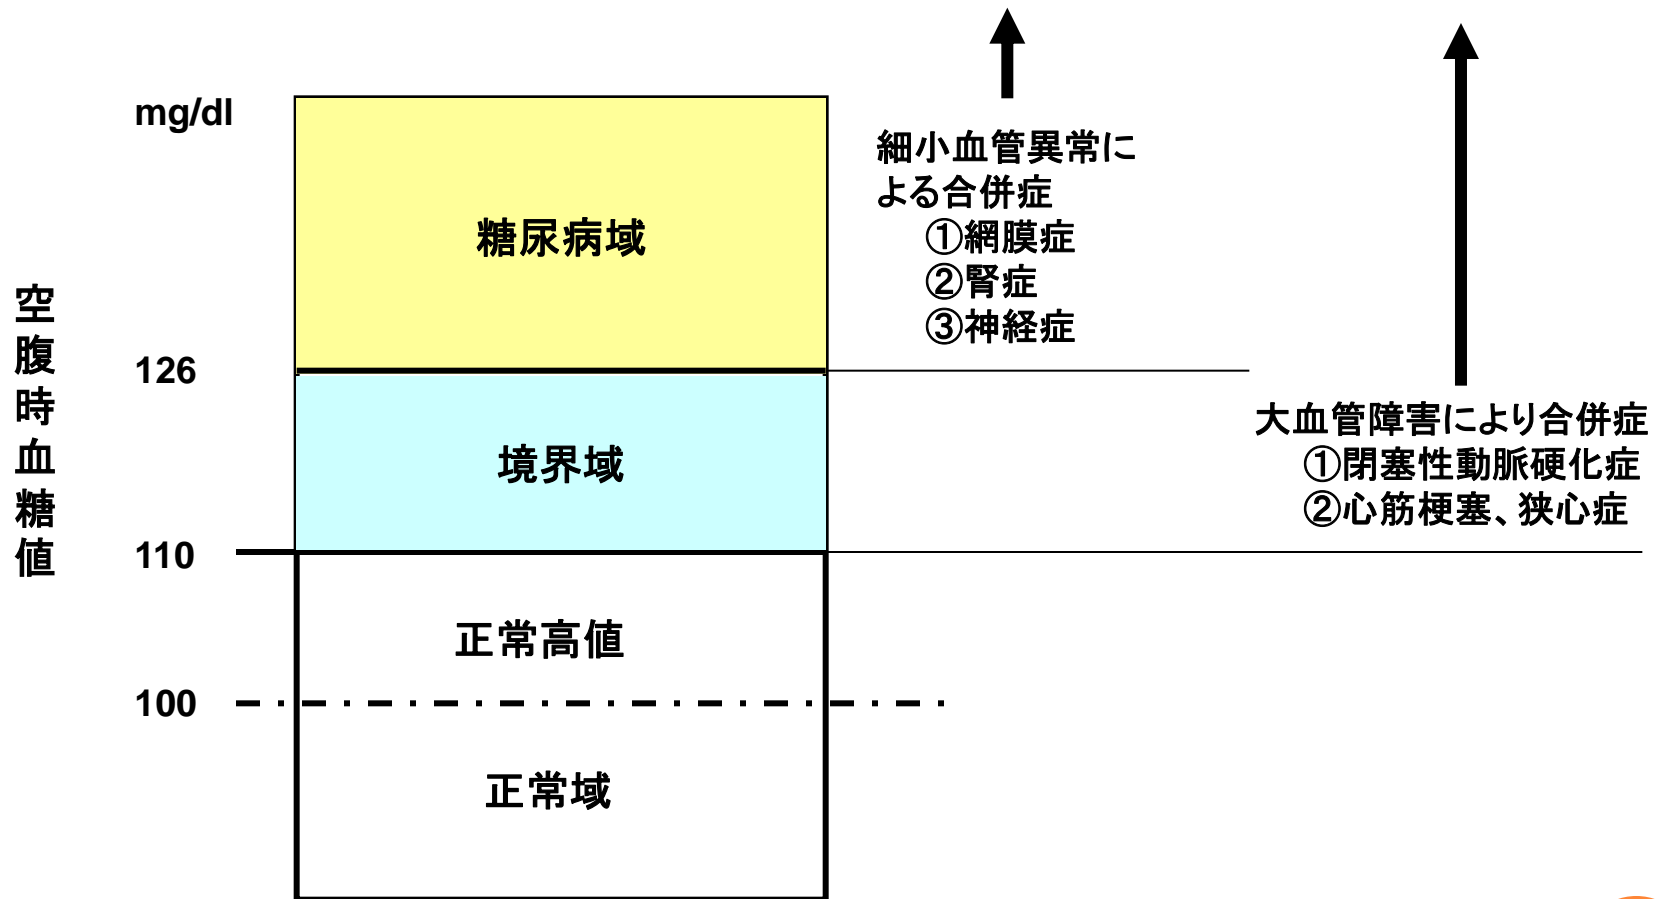 mg/dl
空腹時血糖値
糖尿病域
126
境界域
110
正常高値
100
正常域
細小血管異常に
よる合併症
①網膜症
②腎症
③神経症
大血管障害により合併症
①閉塞性動脈硬化症
②心筋梗塞、狭心症